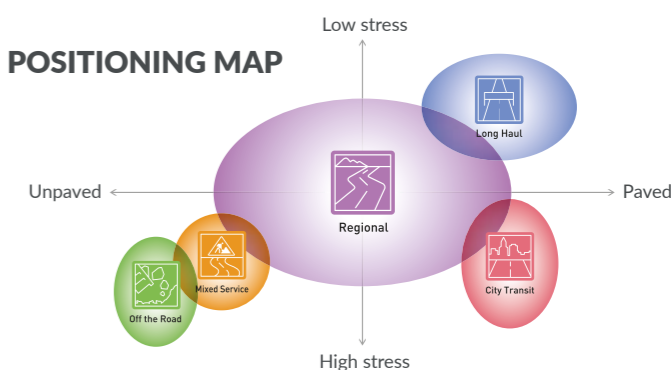 Low stress
POSITIONING MAP
Long Haul
Unpaved
Paved
Regional
Mixed Service
City Transit
Off the Road
High stress